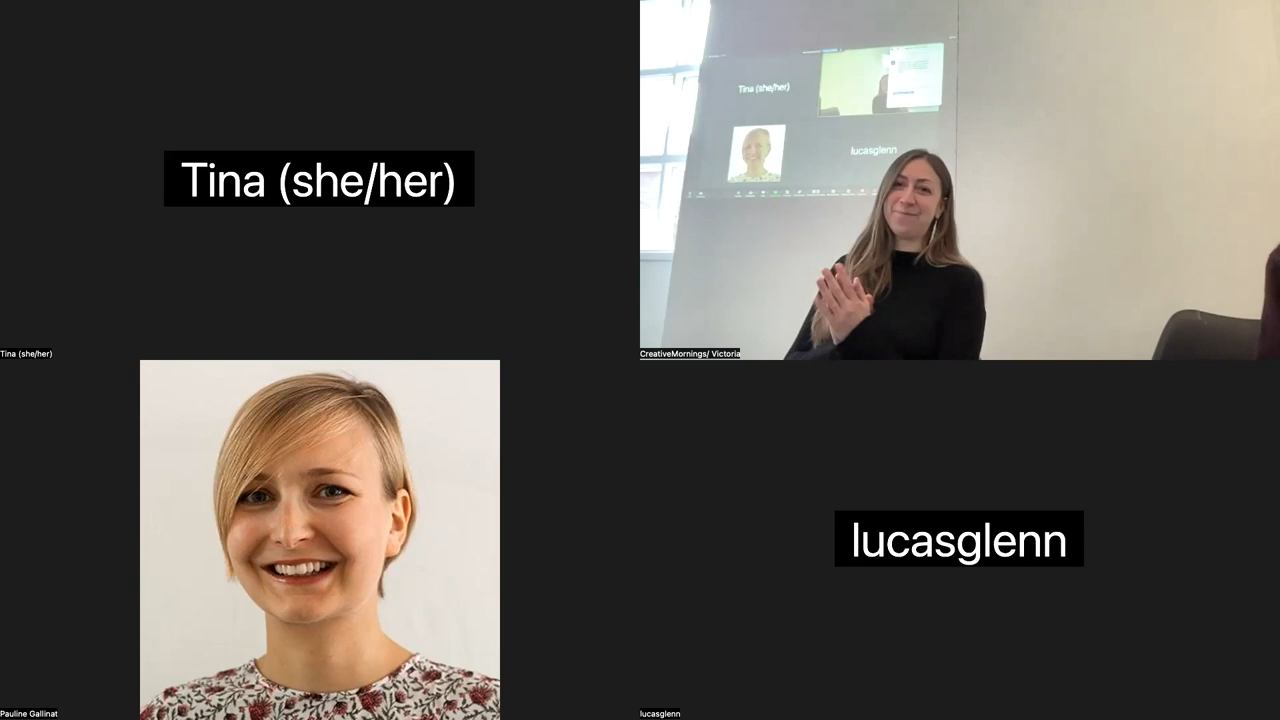 Tina (she/her)
Tina (she/her)
Tina (she/her)
lucasglenn
CreativeMornings/ Victoria
Pauline Gallinat
lucasglenn
lucasglenn